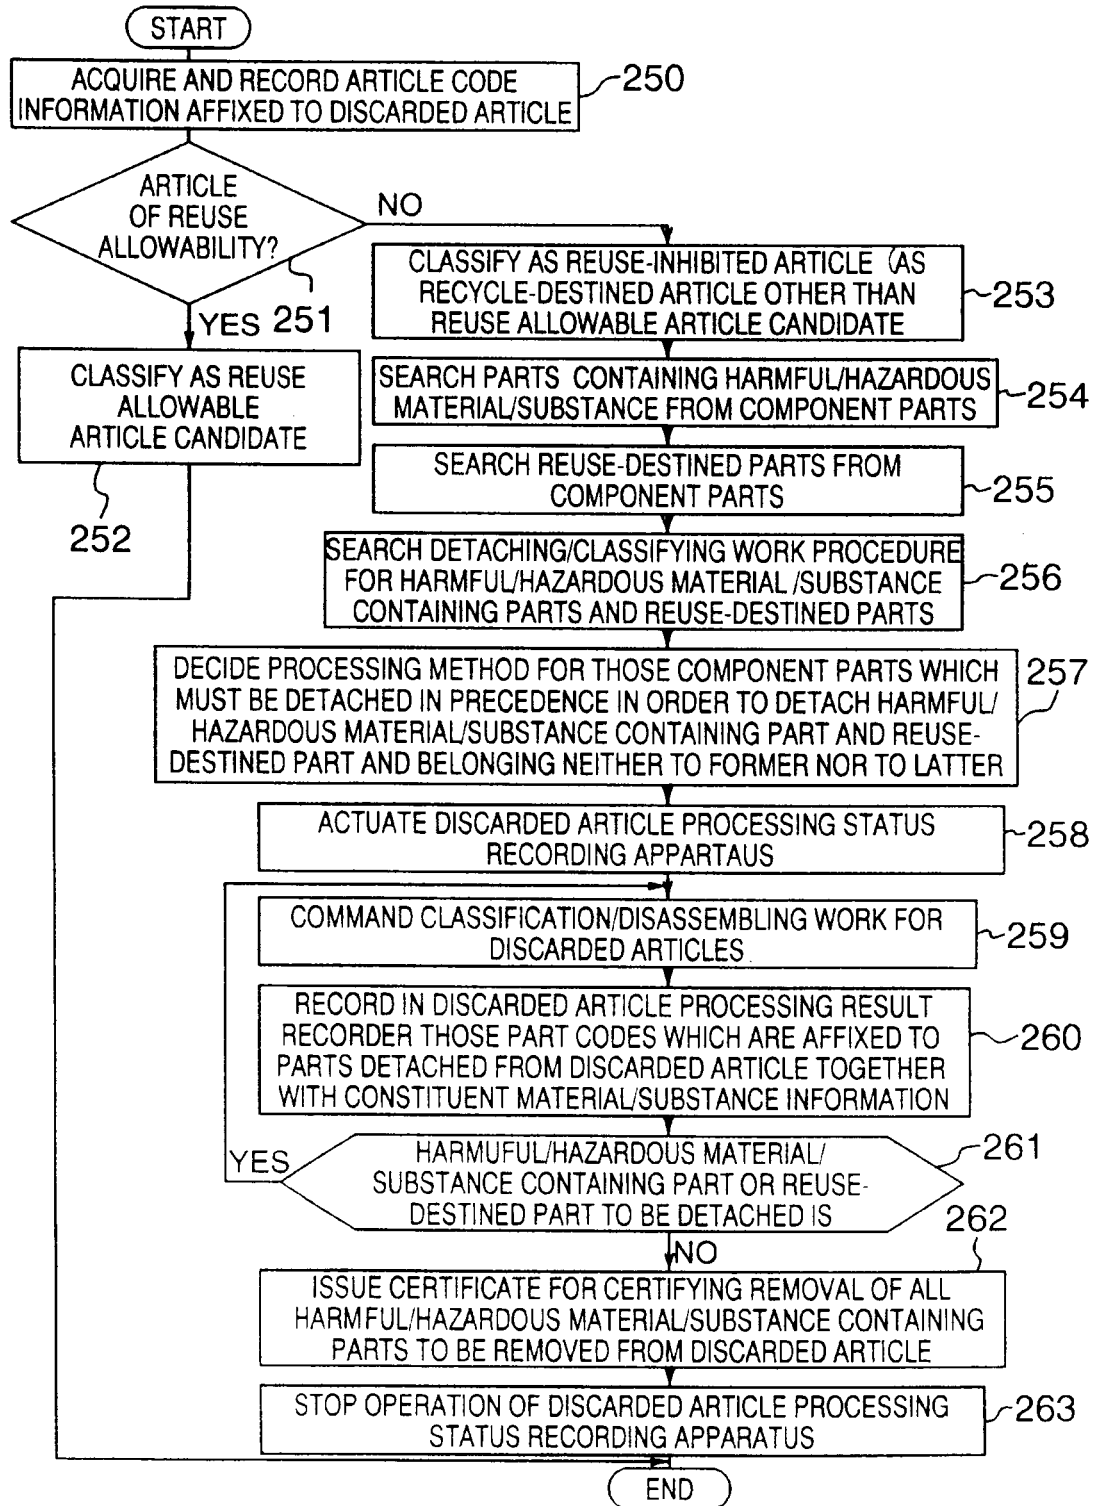 START
ACQUIRE AND RECORD ARTICLE CODE
INFORMATION AFFIXED TO DISCARDED ARTICLE
250
ARTICLE
OF REUSE
ALLOWABILITY?
251
NO
YES
CLASSIFY AS REUSE
ALLOWABLE
ARTICLE CANDIDATE
252
CLASSIFY AS REUSE-INHIBITED ARTICLE (AS
RECYCLE-DESTINED ARTICLE OTHER THAN
REUSE ALLOWABLE ARTICLE CANDIDATE
253
SEARCH PARTS CONTAINING HARMFUL/HAZARDOUS
MATERIAL/SUBSTANCE FROM COMPONENT PARTS
254
SEARCH REUSE-DESTINED PARTS FROM
COMPONENT PARTS
255
SEARCH DETACHING/CLASSIFYING WORK PROCEDURE
FOR HARMFUL/HAZARDOUS MATERIAL/SUBSTANCE
CONTAINING PARTS AND REUSE-DESTINED PARTS
256
DECIDE PROCESSING METHOD FOR THOSE COMPONENT PARTS WHICH
MUST BE DETACHED IN PRECEDENCE IN ORDER TO DETACH HARMFUL/
HAZARDOUS MATERIAL/SUBSTANCE CONTAINING PART AND REUSE-
DESTINED PART AND BELONGING NEITHER TO FORMER NOR TO LATTER
257
ACTUATE DISCARDED ARTICLE PROCESSING STATUS
RECORDING APPARTAUS
258
COMMAND CLASSIFICATION/DISASSEMBLING WORK FOR
DISCARDED ARTICLES
259
RECORD IN DISCARDED ARTICLE PROCESSING RESULT
RECORDER THOSE PART CODES WHICH ARE AFFIXED TO
PARTS DETACHED FROM DISCARDED ARTICLE TOGETHER
WITH CONSTITUENT MATERIAL/SUBSTANCE INFORMATION
260
YES
HARMUFUL/HAZARDOUS MATERIAL/
SUBSTANCE CONTAINING PART OR REUSE-
DESTINED PART TO BE DETACHED IS
261
NO
262
ISSUE CERTIFICATE FOR CERTIFYING REMOVAL OF ALL
HARMFUL/HAZARDOUS MATERIAL/SUBSTANCE CONTAINING
PARTS TO BE REMOVED FROM DISCARDED ARTICLE
STOP OPERATION OF DISCARDED ARTICLE PROCESSING
STATUS RECORDING APPARATUS
263
END